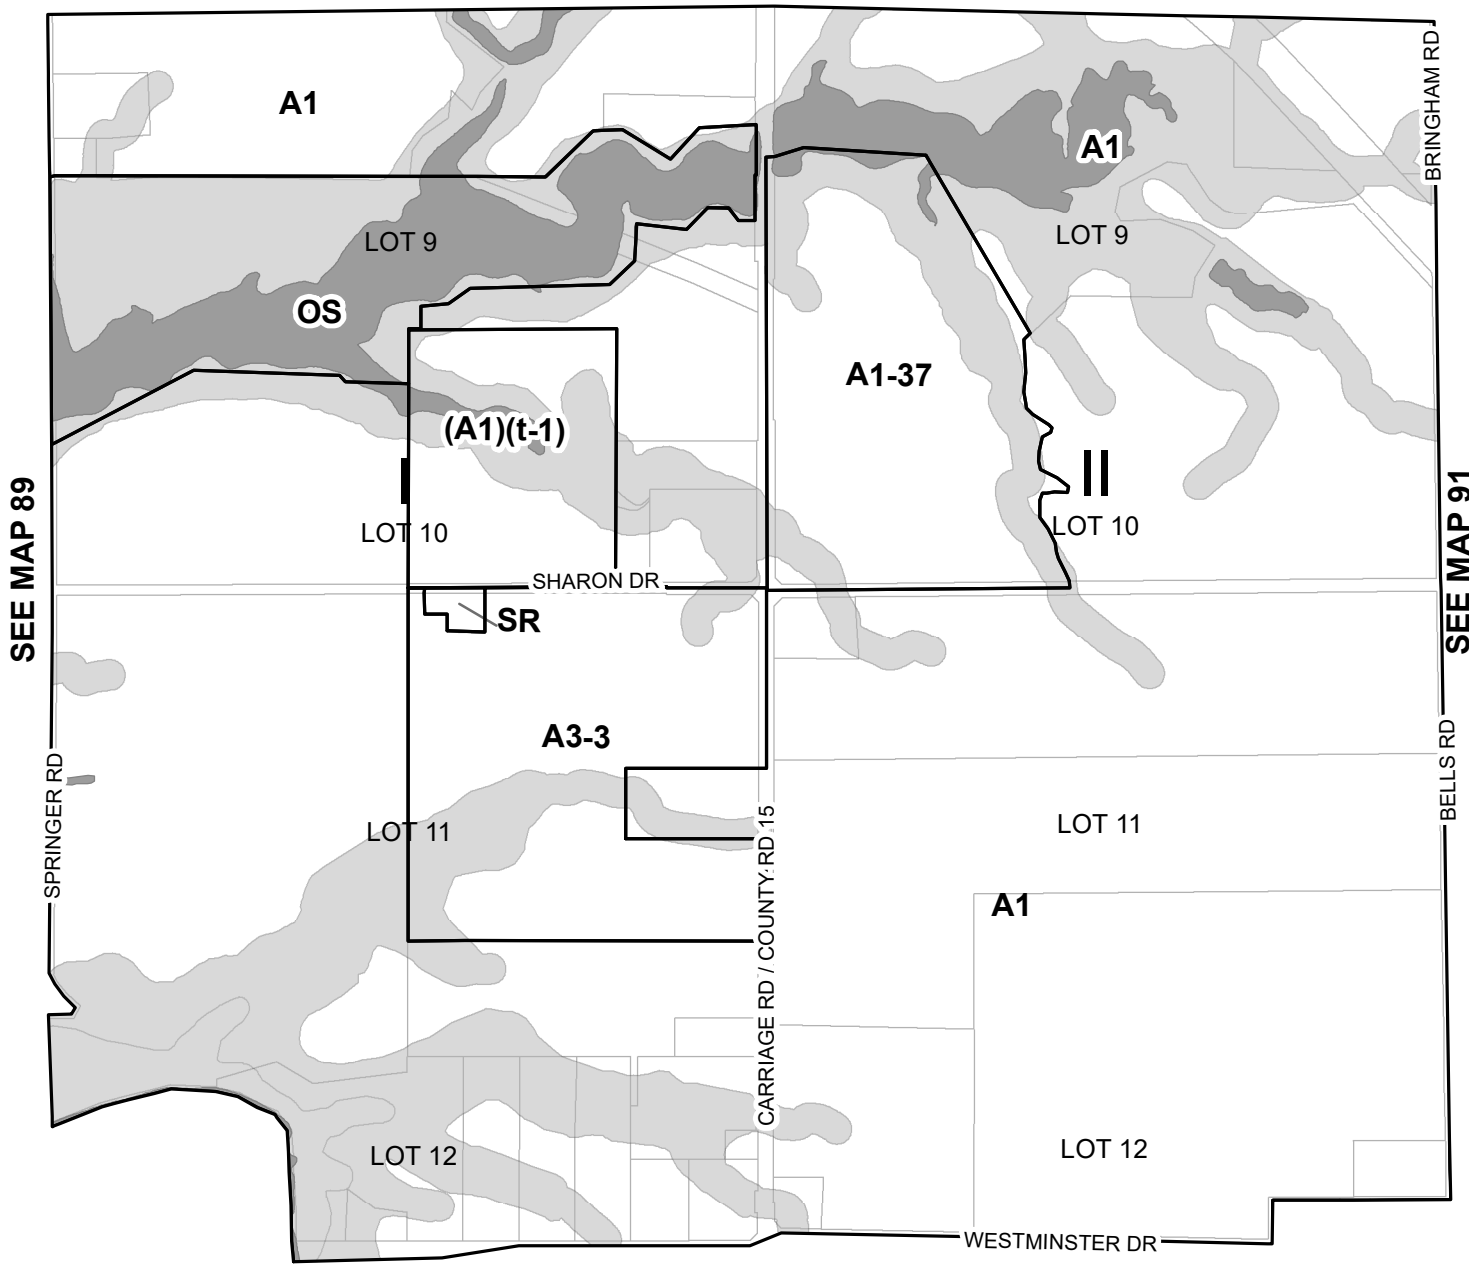 A1
BRINGHAM RD
A1
LOT 9
LOT 9
OS
A1-37
(A1)(t-1)
I
II
LOT 10
LOT 10
SEE MAP 89
SEE MAP 91
SHARON DR
SR
A3-3
SPRINGER RD
BELLS RD
LOT 11
LOT 11
CARRIAGE RD / COUNTY RD 15
A1
LOT 12
LOT 12
WESTMINSTER DR